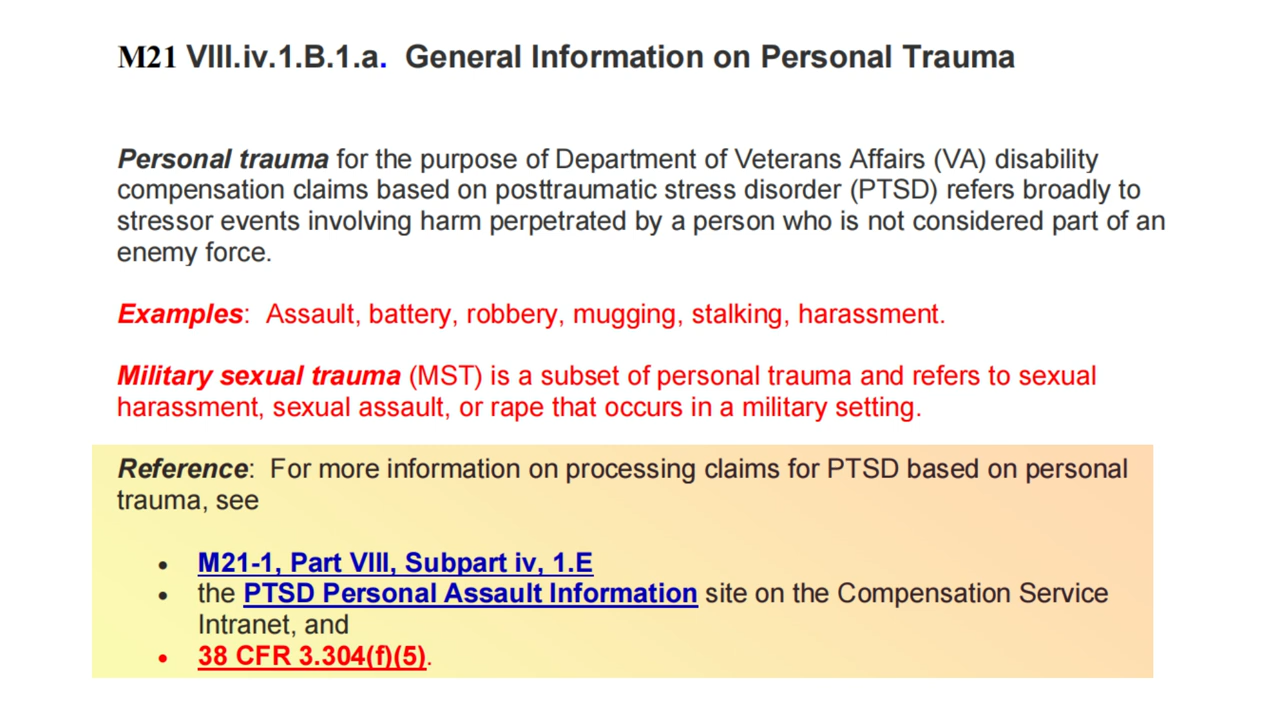 M21 VIII.iv.1.B.1.a. General Information on Personal Trauma
Personal trauma for the purpose of Department of Veterans Affairs (VA) disability
compensation claims based on posttraumatic stress disorder (PTSD) refers broadly to
stressor events involving harm perpetrated by a person who is not considered part of an
enemy force.
Examples: Assault, battery, robbery, mugging, stalking, harassment.
Military sexual trauma (MST) is a subset of personal trauma and refers to sexual
harassment, sexual assault, or rape that occurs in a military setting.
Reference: For more information on processing claims for PTSD based on personal
trauma, see
• M21-1, Part VIII, Subpart iv, 1.E
• the PTSD Personal Assault Information site on the Compensation Service
Intranet, and
• 38 CFR 3.304(f)(5).